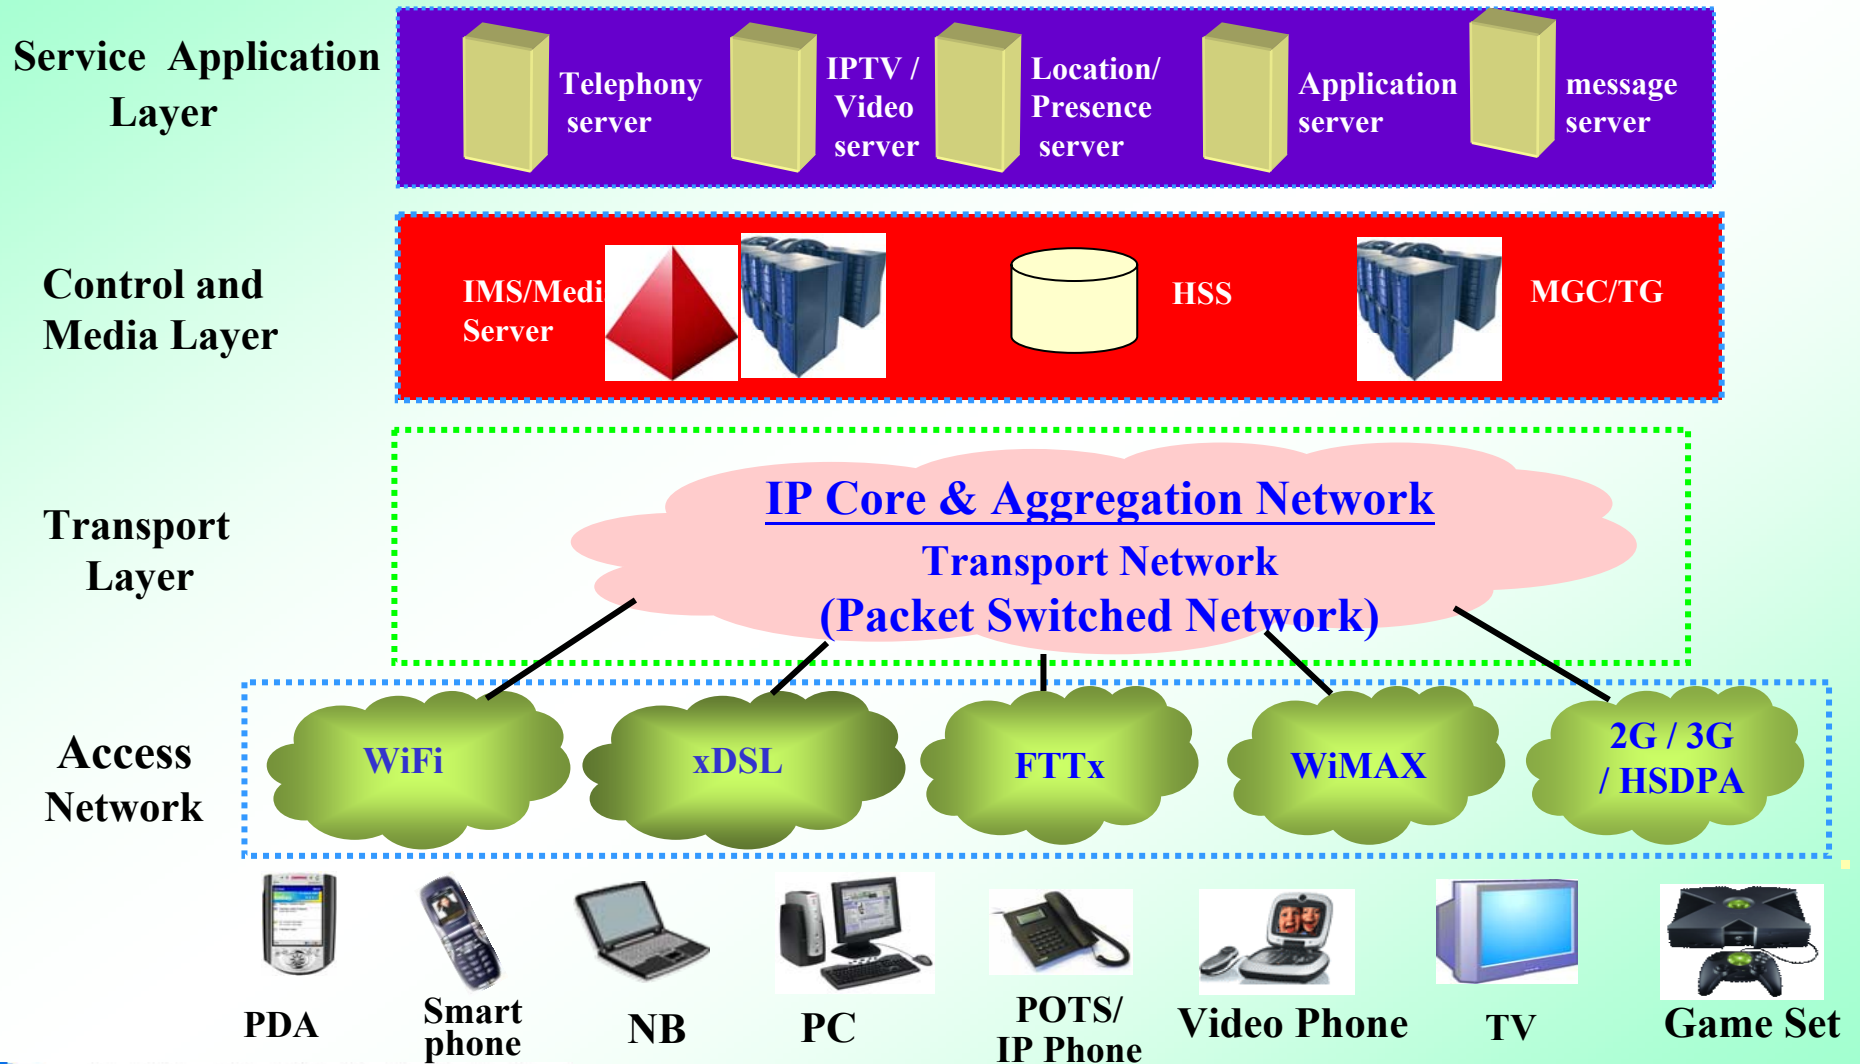 Service Application
Layer
Telephony
server
IPTV /
Video
server
Location/
Presence
server
Application
server
message
server
Control and
Media Layer
IMS/Medi
Server
HSS
MGC/TG
Transport
Layer
IP Core & Aggregation Network
Transport Network
(Packet Switched Network)
Access
Network
WiFi
xDSL
FTTx
WiMAX
2G / 3G
/ HSDPA
PDA
Smart
phone
NB
PC
POTS/
IP Phone
Video Phone
TV
Game Set